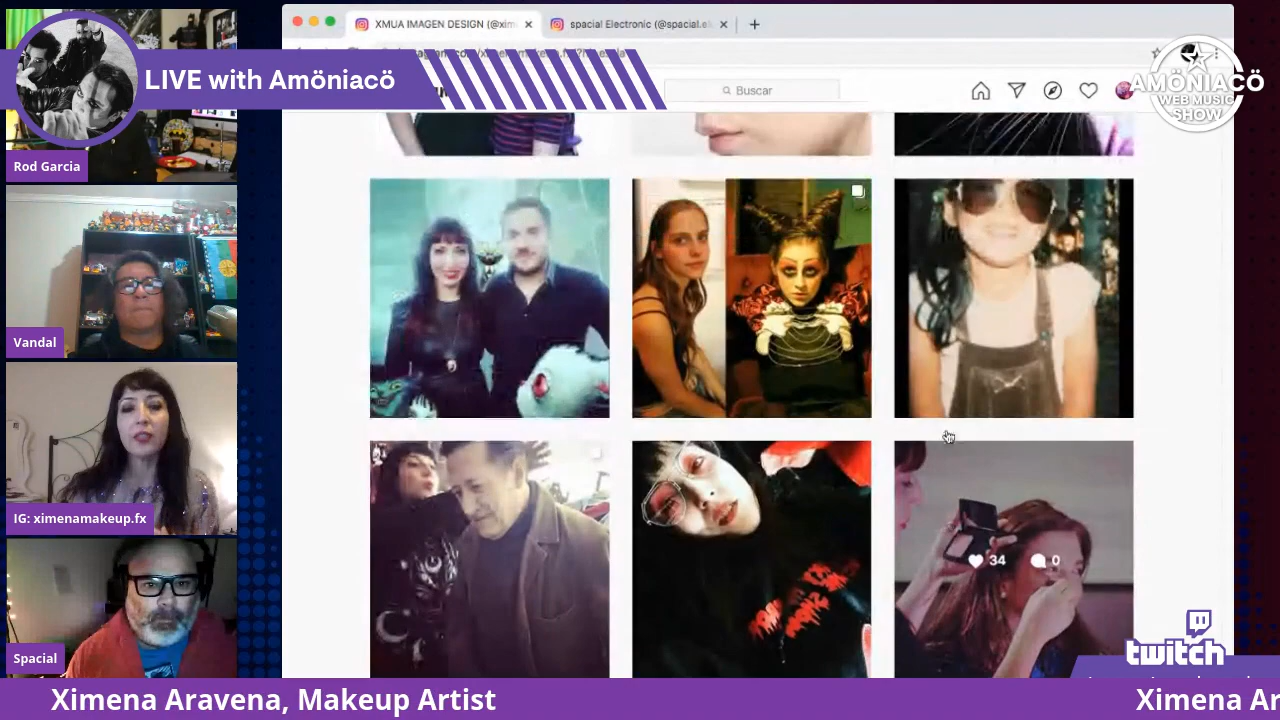 XMUA IMAGEN DESIGN (@xim
spacial Electronic (@spacial.el
LIVE with Amöniacö
Buscar
AMÖNIACÖ
WEB MUSIC
SHOW
Rod Garcia
Vandal
IG: ximenamakeup.fx
34
0
Spacial
twitch
Ximena Aravena, Makeup Artist
Ximena Ar